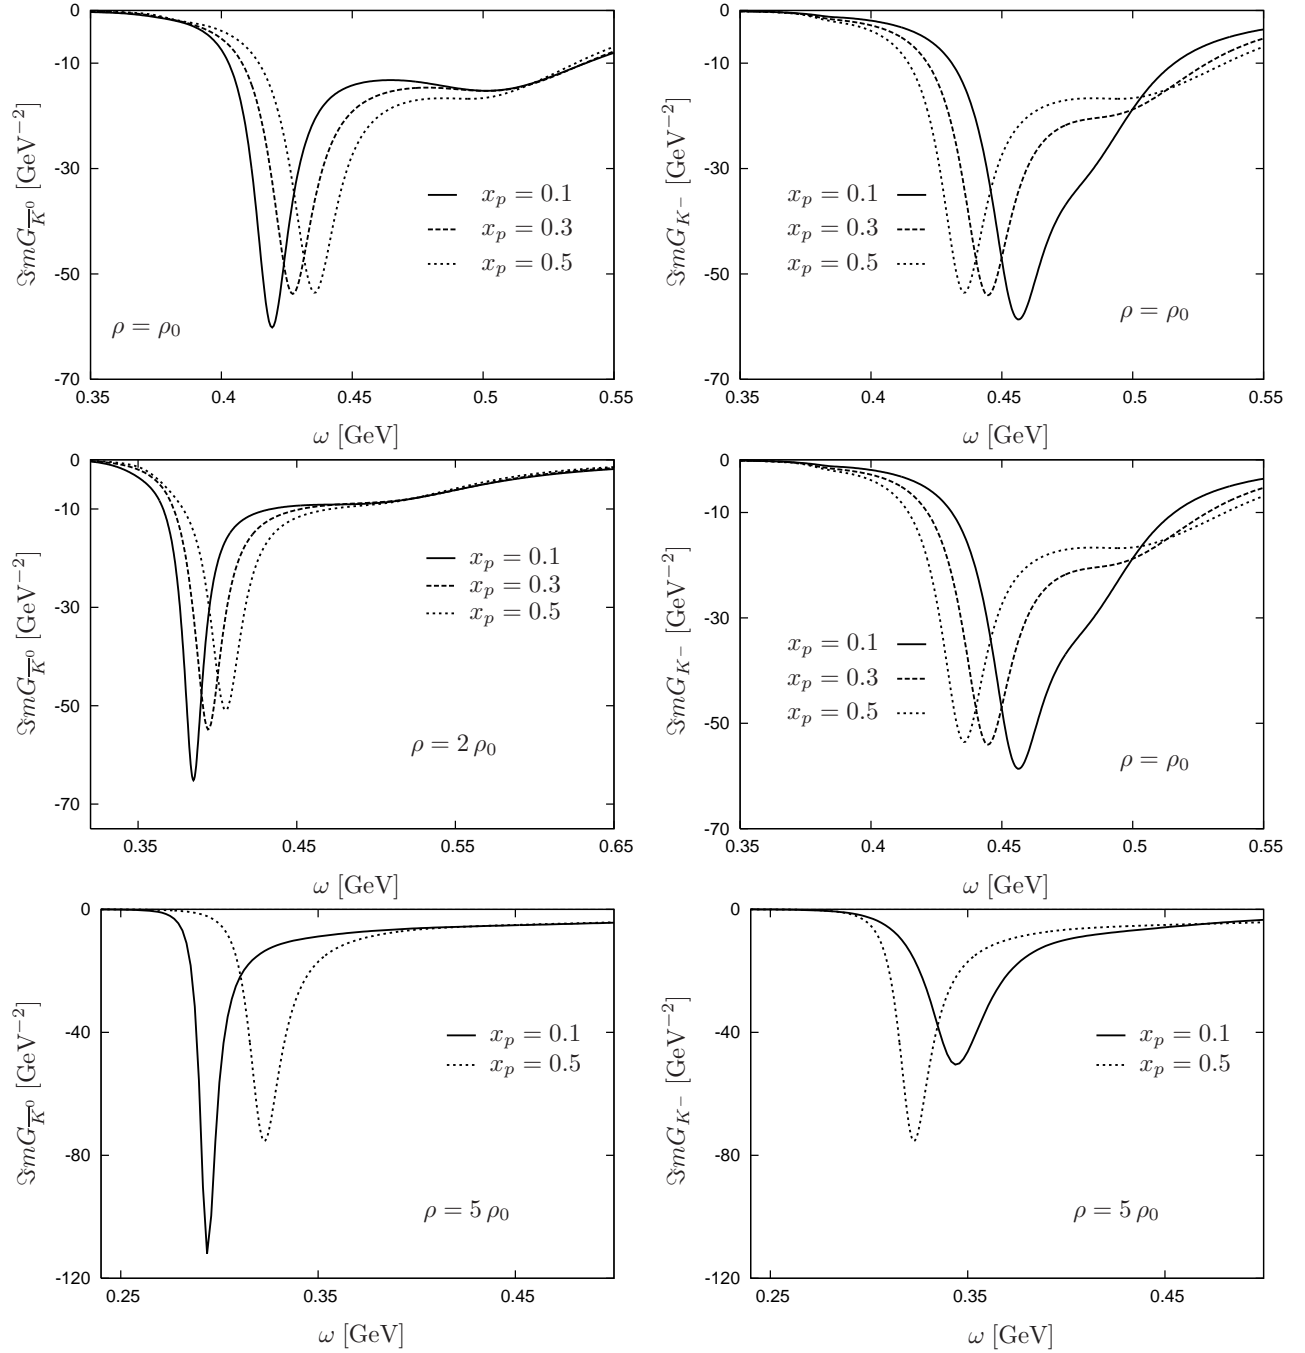 0
-10
-30
-50
-70
0.35
0.4
0.45
0.5
0.55
ℑmG_{\overline{K}^0} [GeV^{−2}]
x_p = 0.1
x_p = 0.3
x_p = 0.5
ρ = ρ_0
ω [GeV]
0
-10
-30
-50
-70
0.35
0.4
0.45
0.5
0.55
ℑmG_{K^−} [GeV^{−2}]
x_p = 0.1
x_p = 0.3
x_p = 0.5
ρ = ρ_0
ω [GeV]
0
-10
-30
-50
-70
0.35
0.45
0.55
0.65
ℑmG_{\overline{K}^0} [GeV^{−2}]
x_p = 0.1
x_p = 0.3
x_p = 0.5
ρ = 2 ρ_0
ω [GeV]
0
-10
-30
-50
-70
0.35
0.4
0.45
0.5
0.55
ℑmG_{K^−} [GeV^{−2}]
x_p = 0.1
x_p = 0.3
x_p = 0.5
ρ = ρ_0
ω [GeV]
0
-40
-80
-120
0.25
0.35
0.45
ℑmG_{\overline{K}^0} [GeV^{−2}]
x_p = 0.1
x_p = 0.5
ρ = 5 ρ_0
ω [GeV]
0
-40
-80
-120
0.25
0.35
0.45
ℑmG_{K^−} [GeV^{−2}]
x_p = 0.1
x_p = 0.5
ρ = 5 ρ_0
ω [GeV]